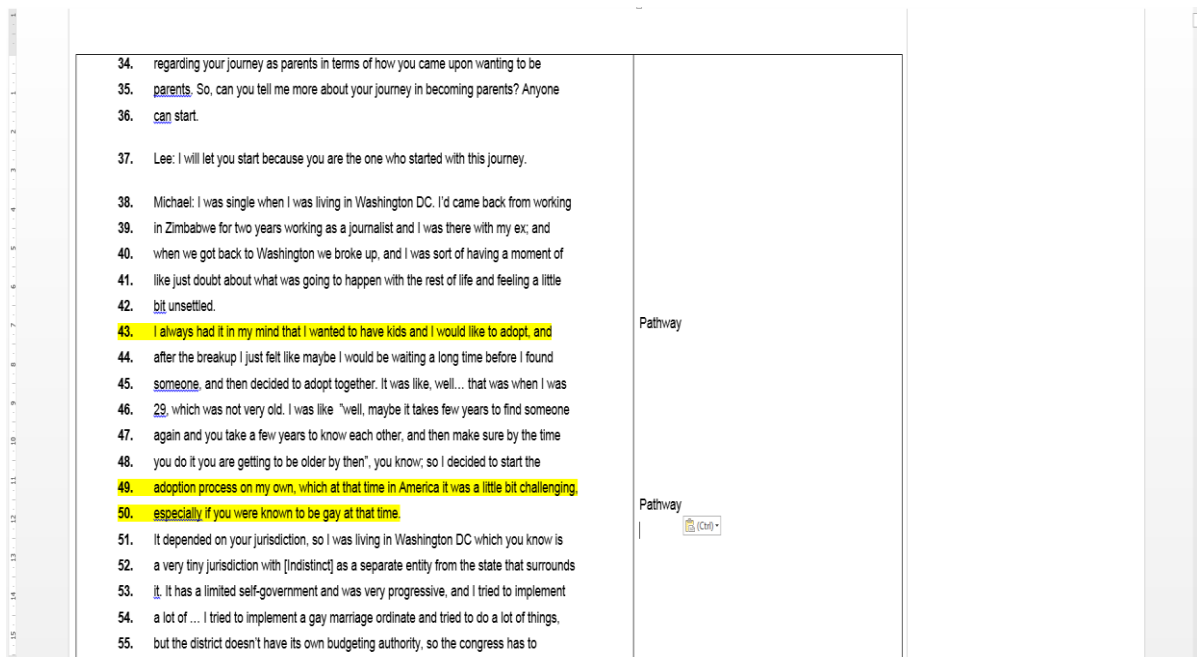 34. regarding your journey as parents in terms of how you came upon wanting to be
35. parents. So, can you tell me more about your journey in becoming parents? Anyone
36. can start.
37. Lee: I will let you start because you are the one who started with this journey.
38. Michael: I was single when I was living in Washington DC. I'd came back from working
39. in Zimbabwe for two years working as a journalist and I was there with my ex; and
40. when we got back to Washington we broke up, and I was sort of having a moment of
41. like just doubt about what was going to happen with the rest of life and feeling a little
42. bit unsettled.
43. I always had it in my mind that I wanted to have kids and I would like to adopt, and
Pathway
44. after the breakup I just felt like maybe I would be waiting a long time before I found
45. someone, and then decided to adopt together. It was like, well... that was when I was
46. 29, which was not very old. I was like "well, maybe it takes few years to find someone
47. again and you take a few years to know each other, and then make sure by the time
48. you do it you are getting to be older by then", you know; so I decided to start the
49. adoption process on my own, which at that time in America it was a little bit challenging,
50. especially if you were known to be gay at that time.
Pathway
(Ctrl)
51. It depended on your jurisdiction, so I was living in Washington DC which you know is
52. a very tiny jurisdiction with [Indistinct] as a separate entity from the state that surrounds
53. it. It has a limited self-government and was very progressive, and I tried to implement
54. a lot of ... I tried to implement a gay marriage ordinate and tried to do a lot of things,
55. but the district doesn't have its own budgeting authority, so the congress has to